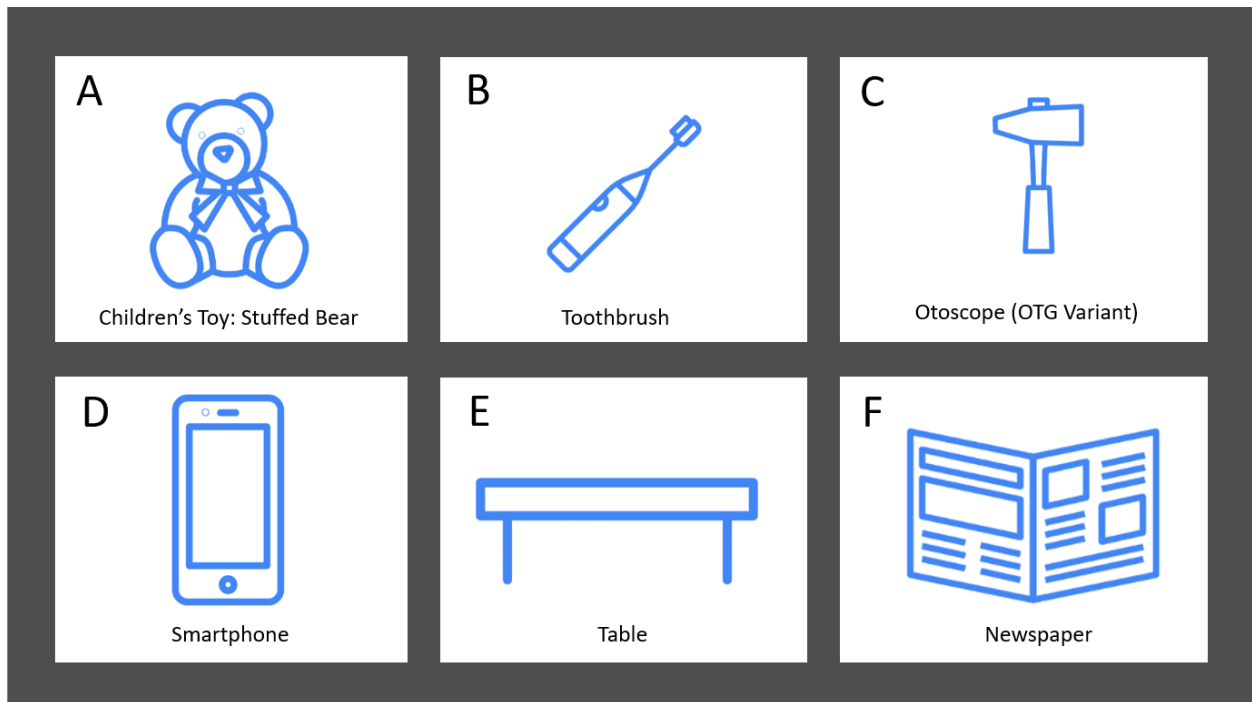 A
Children’s Toy: Stuffed Bear
B
Toothbrush
C
Otoscope (OTG Variant)
D
Smartphone
E
Table
F
Newspaper